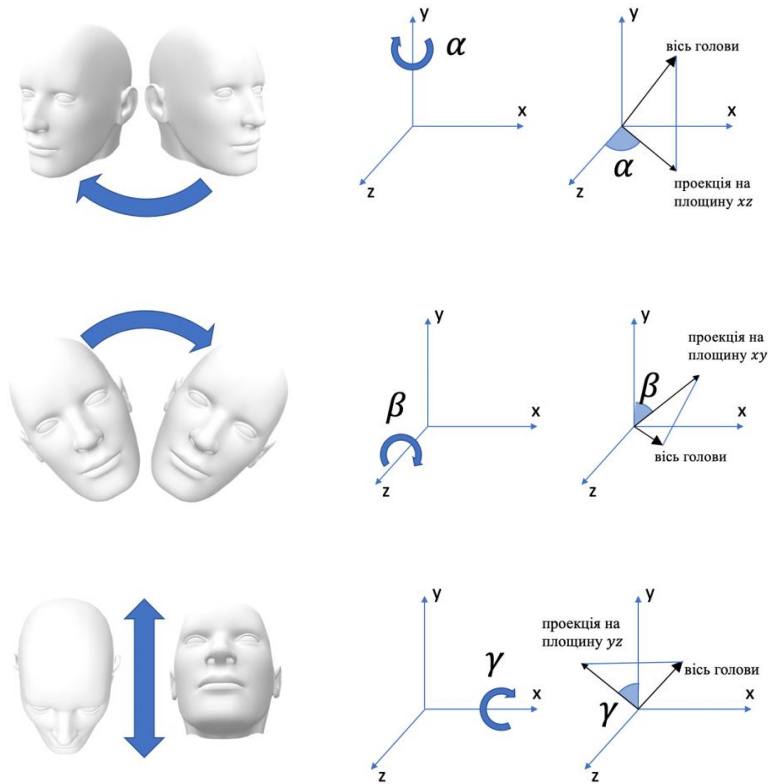 y
α
x
z
y
вісь голови
x
α
z
проекція на
площину xz
y
β
x
z
y
проекція на
площину xy
β
x
вісь голови
z
y
γ
x
z
y
проекція на
площину yz
вісь голови
x
γ
z